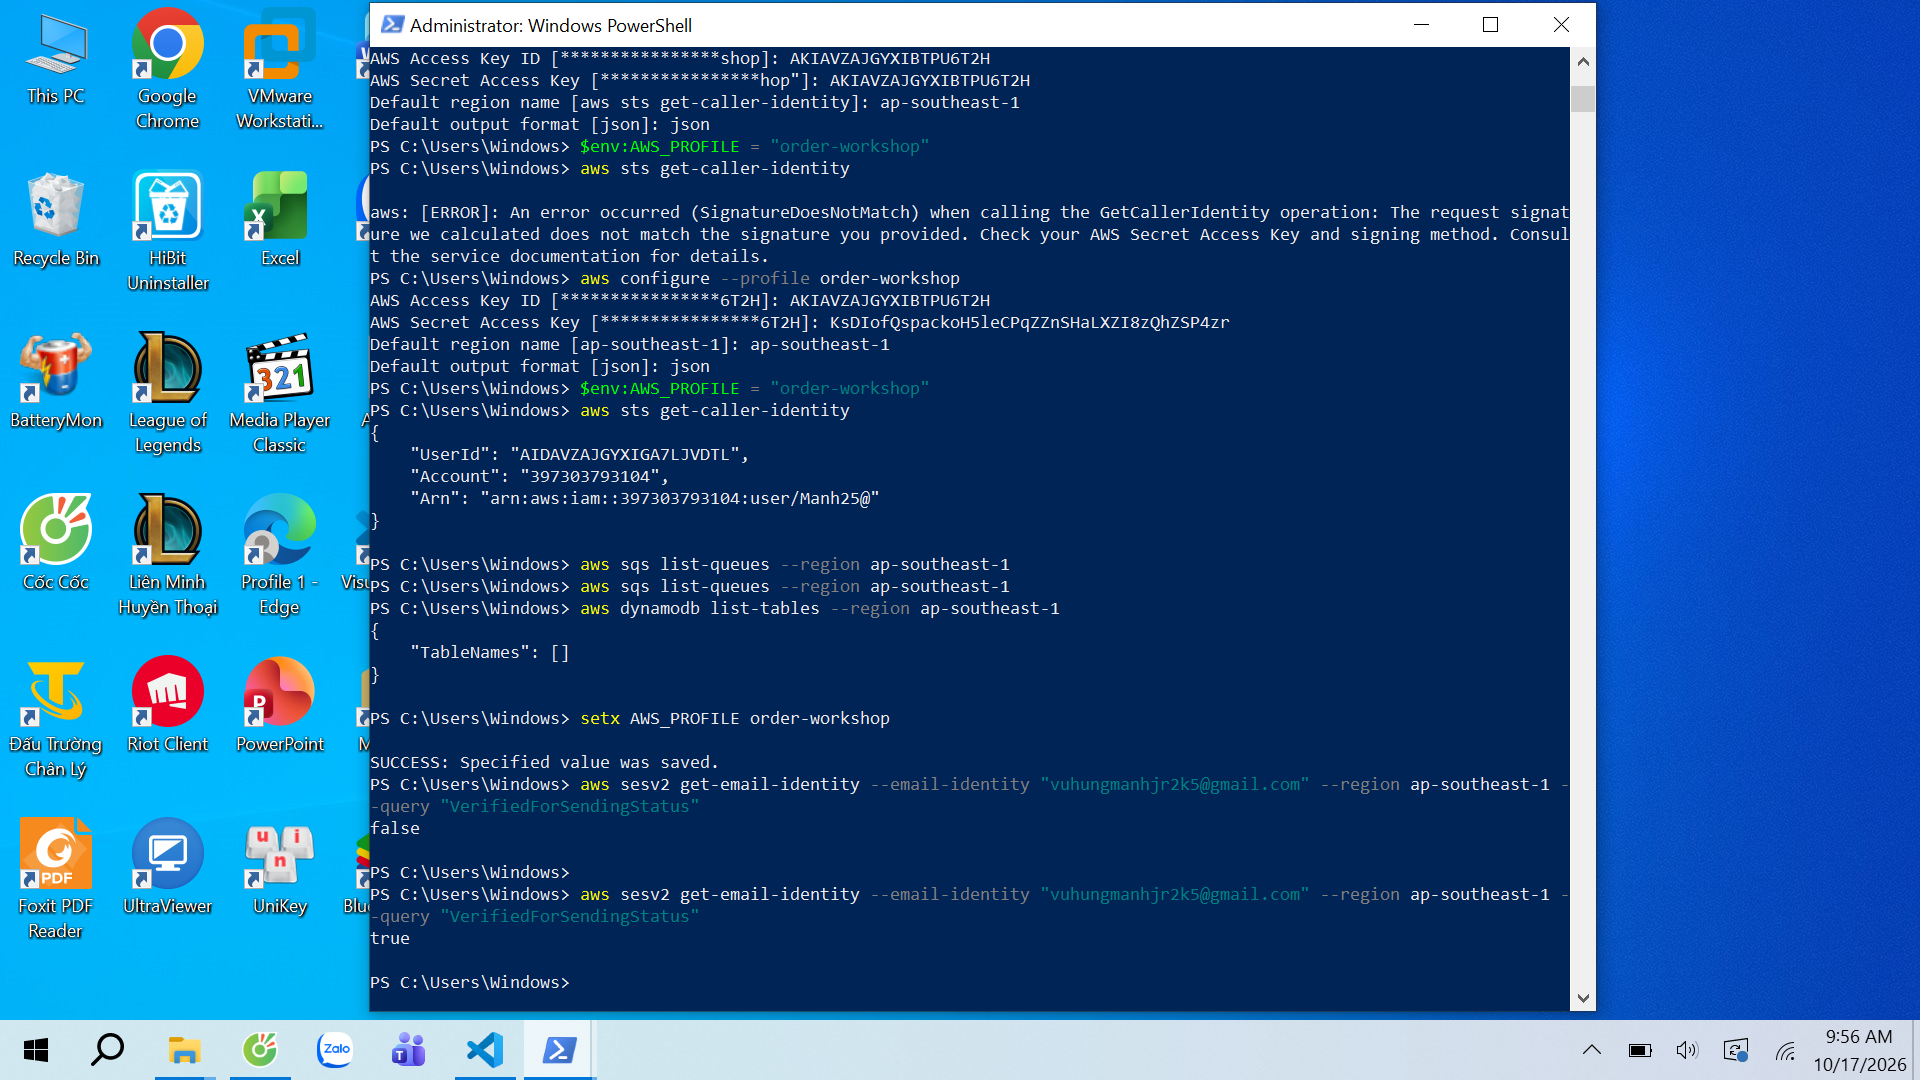 Administrator: Windows PowerShell
AWS Access Key ID [****************shop]: AKIAVZAJGYXIBTPU6T2H
AWS Secret Access Key [****************hop"]: AKIAVZAJGYXIBTPU6T2H
Default region name [aws sts get-caller-identity]: ap-southeast-1
Default output format [json]: json
PS C:\Users\Windows> $env:AWS_PROFILE = "order-workshop"
PS C:\Users\Windows> aws sts get-caller-identity
aws: [ERROR]: An error occurred (SignatureDoesNotMatch) when calling the GetCallerIdentity operation: The request signat
ure we calculated does not match the signature you provided. Check your AWS Secret Access Key and signing method. Consul
t the service documentation for details.
PS C:\Users\Windows> aws configure --profile order-workshop
AWS Access Key ID [****************6T2H]: AKIAVZAJGYXIBTPU6T2H
AWS Secret Access Key [****************6T2H]: 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
Default region name [ap-southeast-1]: ap-southeast-1
Default output format [json]: json
PS C:\Users\Windows> $env:AWS_PROFILE = "order-workshop"
PS C:\Users\Windows> aws sts get-caller-identity
{
    "UserId": "AIDAVZAJGYXIGA7LJVDTL",
    "Account": "397303793104",
    "Arn": "arn:aws:iam::397303793104:user/Manh25@"
}
PS C:\Users\Windows> aws sqs list-queues --region ap-southeast-1
PS C:\Users\Windows> aws sqs list-queues --region ap-southeast-1
PS C:\Users\Windows> aws dynamodb list-tables --region ap-southeast-1
{
    "TableNames": []
}
PS C:\Users\Windows> setx AWS_PROFILE order-workshop
SUCCESS: Specified value was saved.
PS C:\Users\Windows> aws sesv2 get-email-identity --email-identity "vuhungmanhjr2k5@gmail.com" --region ap-southeast-1 -
-query "VerifiedForSendingStatus"
false
PS C:\Users\Windows>
PS C:\Users\Windows> aws sesv2 get-email-identity --email-identity "vuhungmanhjr2k5@gmail.com" --region ap-southeast-1 -
-query "VerifiedForSendingStatus"
true
PS C:\Users\Windows>
This PC
Google
Chrome
VMware
Workstati...
Recycle Bin
HiBit
Uninstaller
Excel
BatteryMon
League of
Legends
321
Media Player
Classic
Cốc Cốc
Liên Minh
Huyền Thoại
Profile 1 -
Edge
Đấu Trường
Chân Lý
Riot Client
PowerPoint
PDF
Foxit PDF
Reader
UltraViewer
u i
n
UniKey
Zalo
9:56 AM
10/17/2026